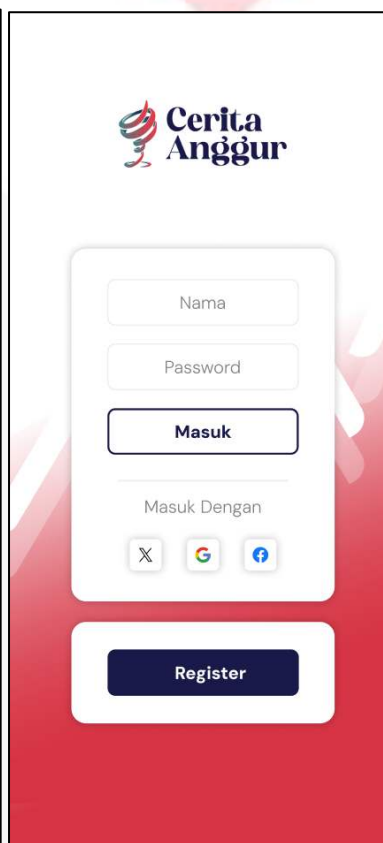 Cerita
Anggur
Nama
Password
Masuk
Masuk Dengan
Register